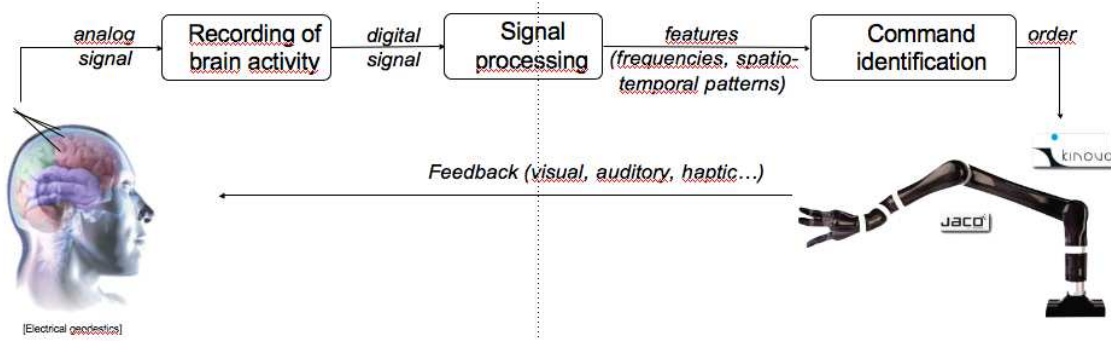 analog
signal
Recording of
brain activity
digital
signal
Signal
processing
features
(frequencies, spatio-
temporal patterns)
Command
identification
order
kinova
Feedback (visual, auditory, haptic…)
JACO
[Electrical geodestics]